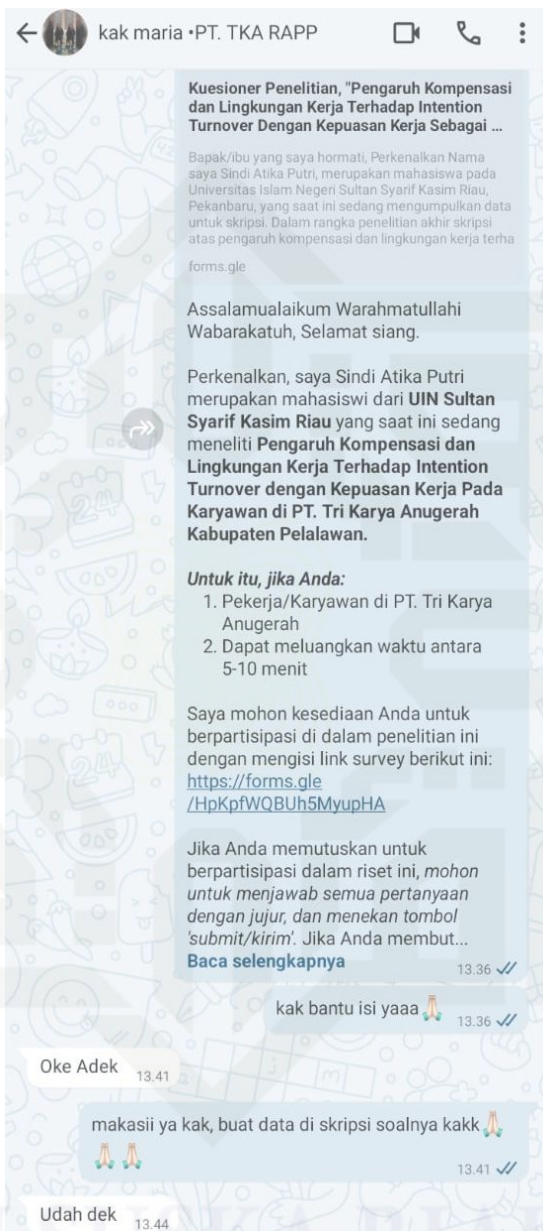 kak maria •PT. TKA RAPP
Kuesioner Penelitian, "Pengaruh Kompensasi
dan Lingkungan Kerja Terhadap Intention
Turnover Dengan Kepuasan Kerja Sebagai ...
Bapak/ibu yang saya hormati, Perkenalkan Nama
saya Sindi Atika Putri, merupakan mahasiswa pada
Universitas Islam Negeri Sultan Syarif Kasim Riau,
Pekanbaru, yang saat ini sedang mengumpulkan data
untuk skripsi. Dalam rangka penelitian akhir skripsi
atas pengaruh kompensasi dan lingkungan kerja terha
forms.gle
Assalamualaikum Warahmatullahi
Wabarakatuh, Selamat siang.
Perkenalkan, saya Sindi Atika Putri
merupakan mahasiswi dari UIN Sultan
Syarif Kasim Riau yang saat ini sedang
meneliti Pengaruh Kompensasi dan
Lingkungan Kerja Terhadap Intention
Turnover dengan Kepuasan Kerja Pada
Karyawan di PT. Tri Karya Anugerah
Kabupaten Pelalawan.
Untuk itu, jika Anda:
1. Pekerja/Karyawan di PT. Tri Karya
Anugerah
2. Dapat meluangkan waktu antara
5-10 menit
Saya mohon kesediaan Anda untuk
berpartisipasi di dalam penelitian ini
dengan mengisi link survey berikut ini:
https://forms.gle
/HpKpfWQBUh5MyupHA
Jika Anda memutuskan untuk
berpartisipasi dalam riset ini, mohon
untuk menjawab semua pertanyaan
dengan jujur, dan menekan tombol
'submit/kirim'. Jika Anda membut...
Baca selengkapnya
13.36
kak bantu isi yaaa🙏🏻
13.36
Oke Adek
13.41
makasii ya kak, buat data di skripsi soalnya kakk🙏🏻
🙏🏻🙏🏻
13.41
Udah dek
13.44